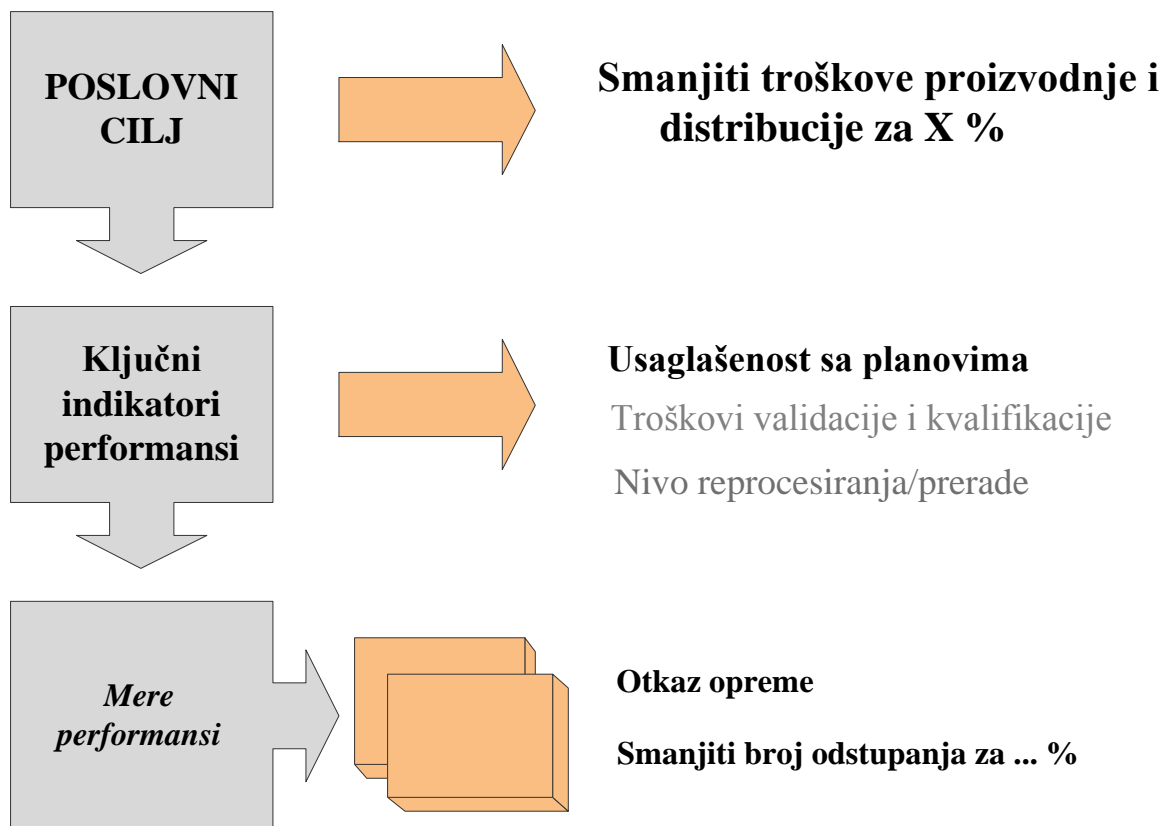 POSLOVNI
CILJ
Smanjiti troškove proizvodnje i
distribucije za X %
Ključni
indikatori
performansi
Usaglašenost sa planovima
Troškovi validacije i kvalifikacije
Nivo reprocesiranja/prerade
Mere
performansi
Otkaz opreme
Smanjiti broj odstupanja za ... %